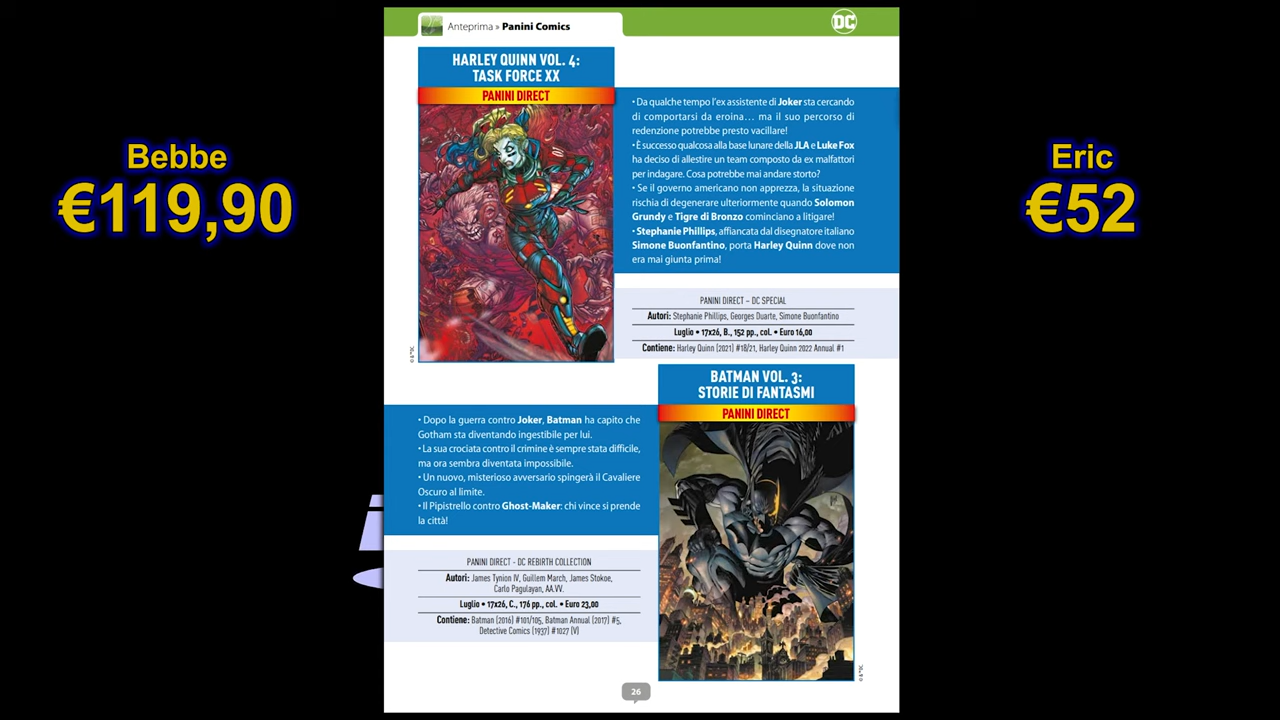 Anteprima » Panini Comics
DC
HARLEY QUINN VOL. 4:
TASK FORCE XX
PANINI DIRECT
• Da qualche tempo l'ex assistente di Joker sta cercando
di comportarsi da eroina… ma il suo percorso di
redenzione potrebbe presto vacillare!
• È successo qualcosa alla base lunare della JLA e Luke Fox
ha deciso di allestire un team composto da ex malfattori
per indagare. Cosa potrebbe mai andare storto?
• Se il governo americano non apprezza, la situazione
rischia di degenerare ulteriormente quando Solomon
Grundy e Tigre di Bronzo cominciano a litigare!
• Stephanie Phillips, affiancata dal disegnatore italiano
Simone Buonfantino, porta Harley Quinn dove non
era mai giunta prima!
Bebbe
€119,90
Eric
€52
PANINI DIRECT – DC SPECIAL
Autori: Stephanie Phillips, Georges Duarte, Simone Buonfantino
Luglio • 17x26, B., 152 pp., col. • Euro 16,00
Contiene: Harley Quinn (2021) #18/21, Harley Quinn 2022 Annual #1
© & ™ DC
BATMAN VOL. 3:
STORIE DI FANTASMI
PANINI DIRECT
• Dopo la guerra contro Joker, Batman ha capito che
Gotham sta diventando ingestibile per lui.
• La sua crociata contro il crimine è sempre stata difficile,
ma ora sembra diventata impossibile.
• Un nuovo, misterioso avversario spingerà il Cavaliere
Oscuro al limite.
• Il Pipistrello contro Ghost-Maker: chi vince si prende
la città!
PANINI DIRECT - DC REBIRTH COLLECTION
Autori: James Tynion IV, Guillem March, James Stokoe,
Carlo Pagulayan, AA.VV.
Luglio • 17x26, C., 176 pp., col. • Euro 23,00
Contiene: Batman (2016) #101/105, Batman Annual (2017) #5,
Detective Comics (1937) #1027 (V)
© & ™ DC
26